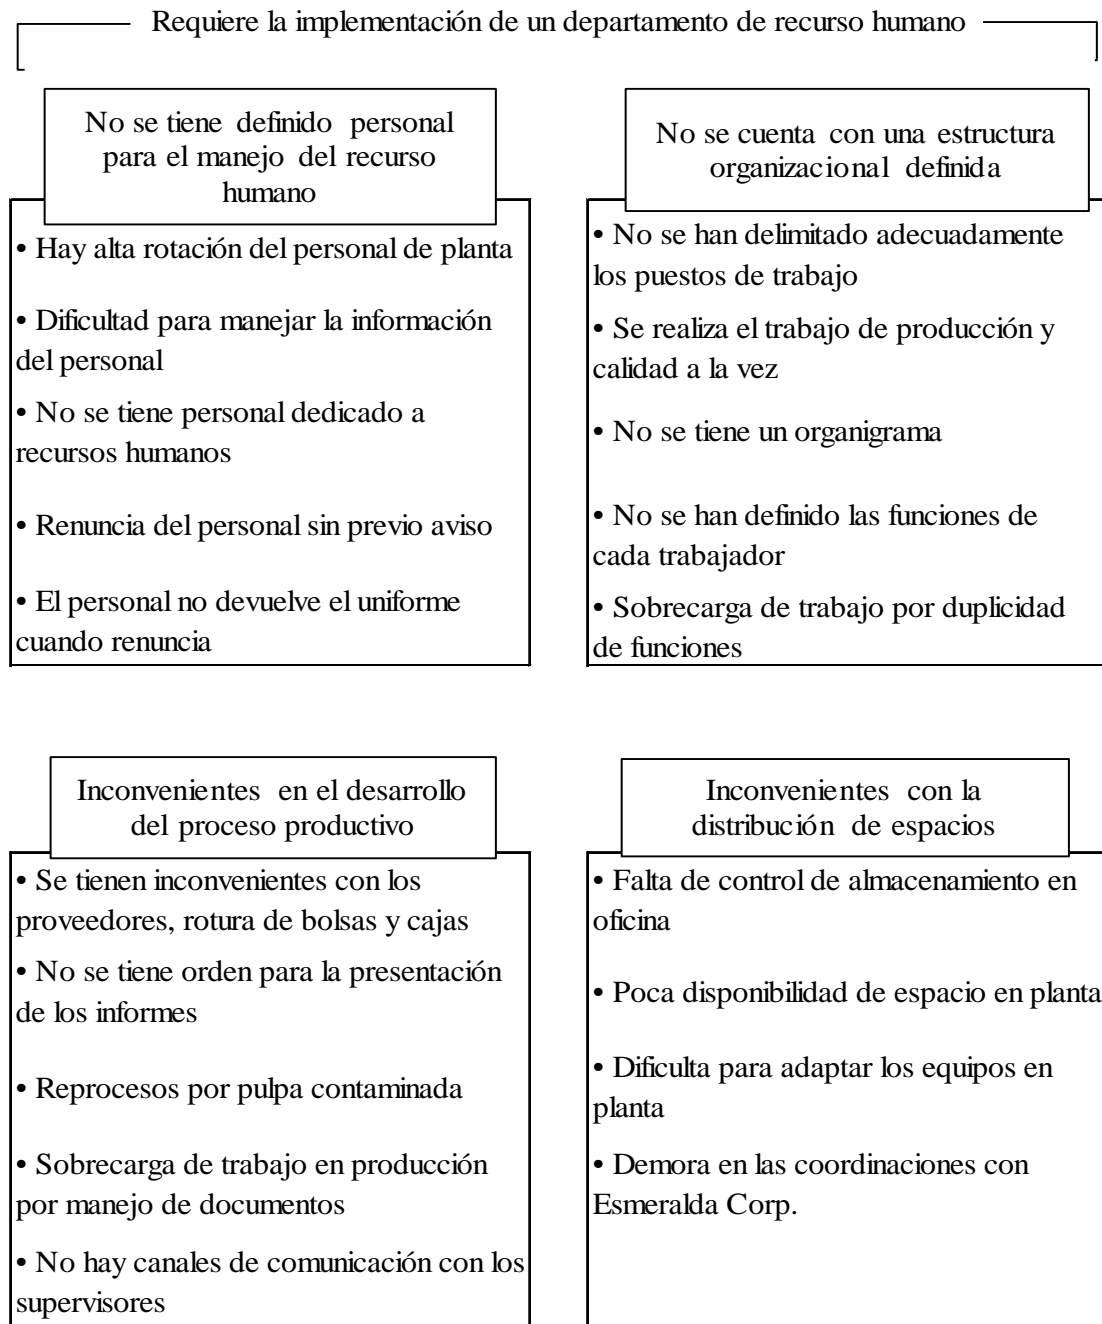 Requiere la implementación de un departamento de recurso humano
No se tiene definido personal
para el manejo del recurso
humano
• Hay alta rotación del personal de planta
• Dificultad para manejar la información
del personal
• No se tiene personal dedicado a
recursos humanos
• Renuncia del personal sin previo aviso
• El personal no devuelve el uniforme
cuando renuncia
No se cuenta con una estructura
organizacional definida
• No se han delimitado adecuadamente
los puestos de trabajo
• Se realiza el trabajo de producción y
calidad a la vez
• No se tiene un organigrama
• No se han definido las funciones de
cada trabajador
• Sobrecarga de trabajo por duplicidad
de funciones
Inconvenientes en el desarrollo
del proceso productivo
• Se tienen inconvenientes con los
proveedores, rotura de bolsas y cajas
• No se tiene orden para la presentación
de los informes
• Reprocesos por pulpa contaminada
• Sobrecarga de trabajo en producción
por manejo de documentos
• No hay canales de comunicación con los
supervisores
Inconvenientes con la
distribución de espacios
• Falta de control de almacenamiento en
oficina
• Poca disponibilidad de espacio en planta
• Dificulta para adaptar los equipos en
planta
• Demora en las coordinaciones con
Esmeralda Corp.